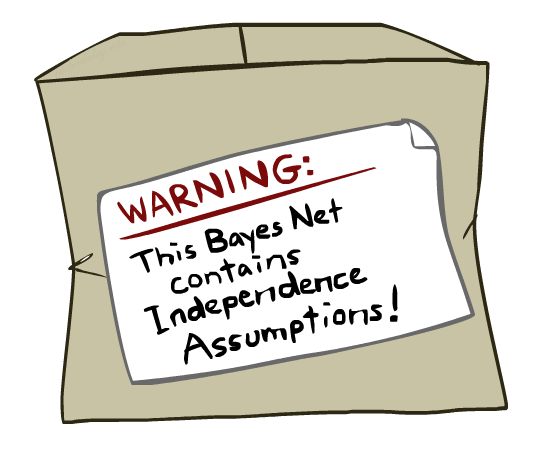 WARNING:
This Bayes Net
contains
Independence
Assumptions!